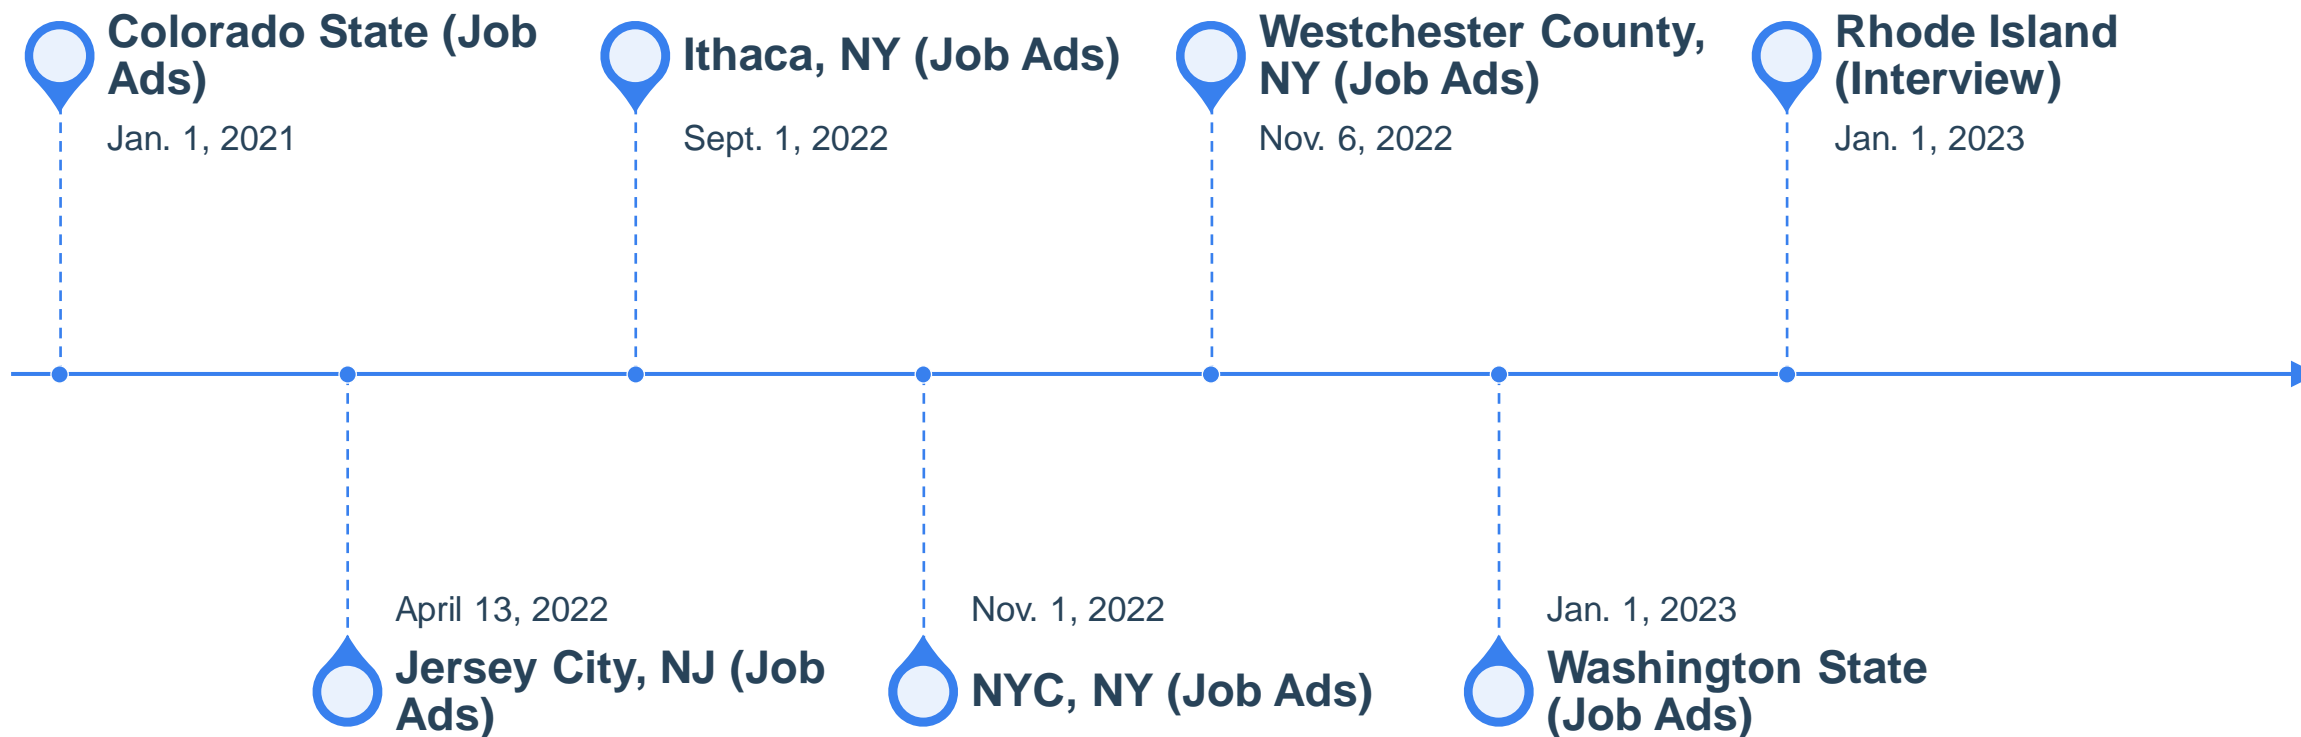 Colorado State (Job
Ads)
Jan. 1, 2021
April 13, 2022
Jersey City, NJ (Job
Ads)
Ithaca, NY (Job Ads)
Sept. 1, 2022
Nov. 1, 2022
NYC, NY (Job Ads)
Westchester County,
NY (Job Ads)
Nov. 6, 2022
Jan. 1, 2023
Washington State
(Job Ads)
Rhode Island
(Interview)
Jan. 1, 2023